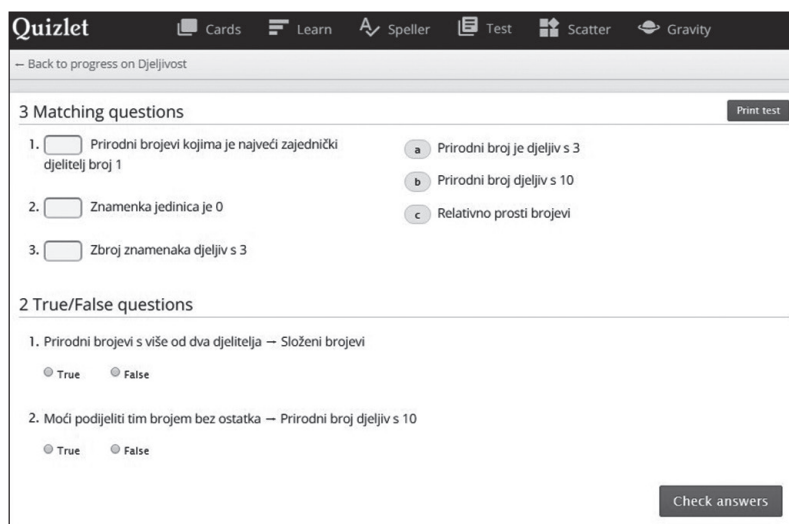 Quizlet
Cards
Learn
Speller
Test
Scatter
Gravity
← Back to progress on Djeljivost
3 Matching questions
Print test
1. Prirodni brojevi kojima je najveći zajednički
djelitelj broj 1
2. Znamenka jedinica je 0
3. Zbroj znamenaka djeljiv s 3
a Prirodni broj je djeljiv s 3
b Prirodni broj djeljiv s 10
c Relativno prosti brojevi
2 True/False questions
1. Prirodni brojevi s više od dva djelitelja → Složeni brojevi
True False
2. Moći podijeliti tim brojem bez ostatka → Prirodni broj djeljiv s 10
True False
Check answers